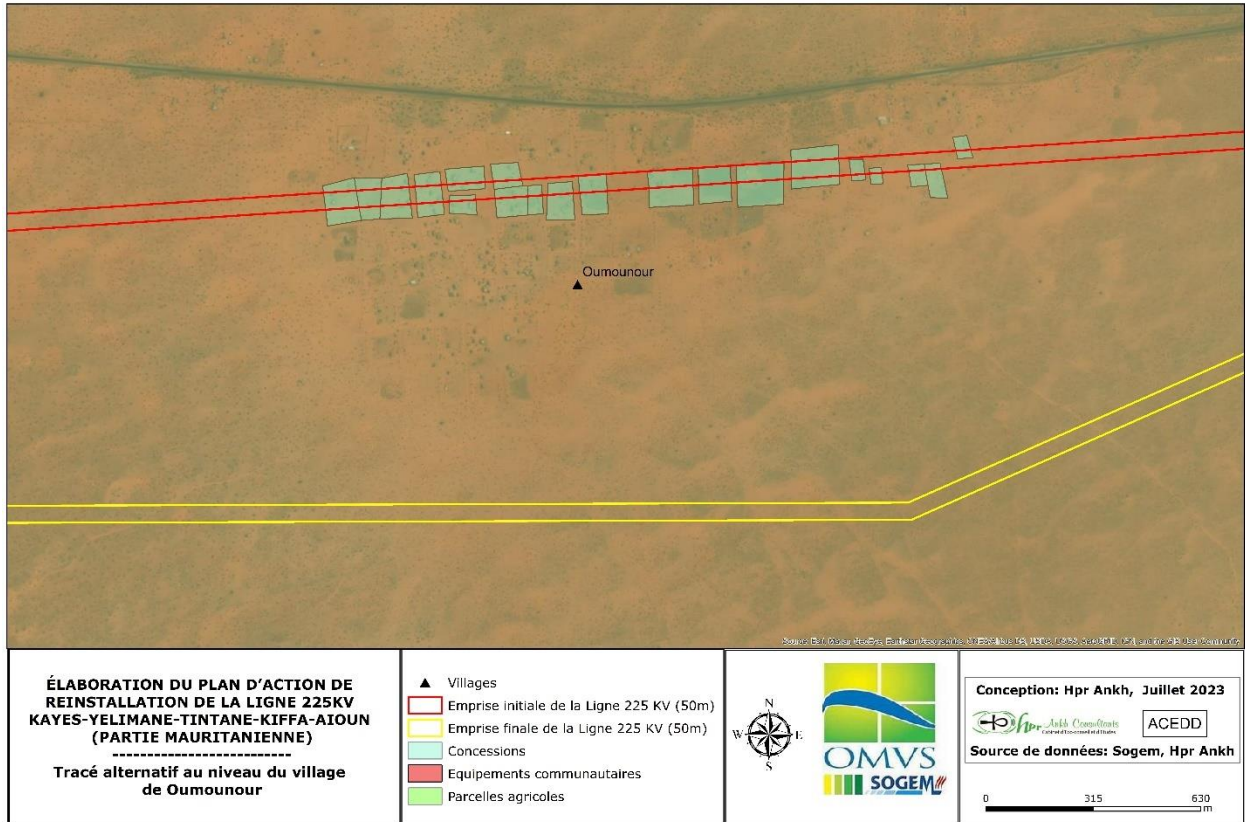 Oumounour
ÉLABORATION DU PLAN D'ACTION DE
REINSTALLATION DE LA LIGNE 225KV
KAYES-YELIMANE-TINTANE-KIFFA-AIOUN
(PARTIE MAURITANIENNE)
--------------------------
Tracé alternatif au niveau du village
de Oumounour
Villages
Emprise initiale de la Ligne 225 KV (50m)
Emprise finale de la Ligne 225 KV (50m)
Concessions
Equipements communautaires
Parcelles agricoles
N
W E
S
OMVS
SOGEM
Conception: Hpr Ankh, Juillet 2023
hpr Ankh Consultants
ACEDD
Source de données: Sogem, Hpr Ankh
0 315 630
m